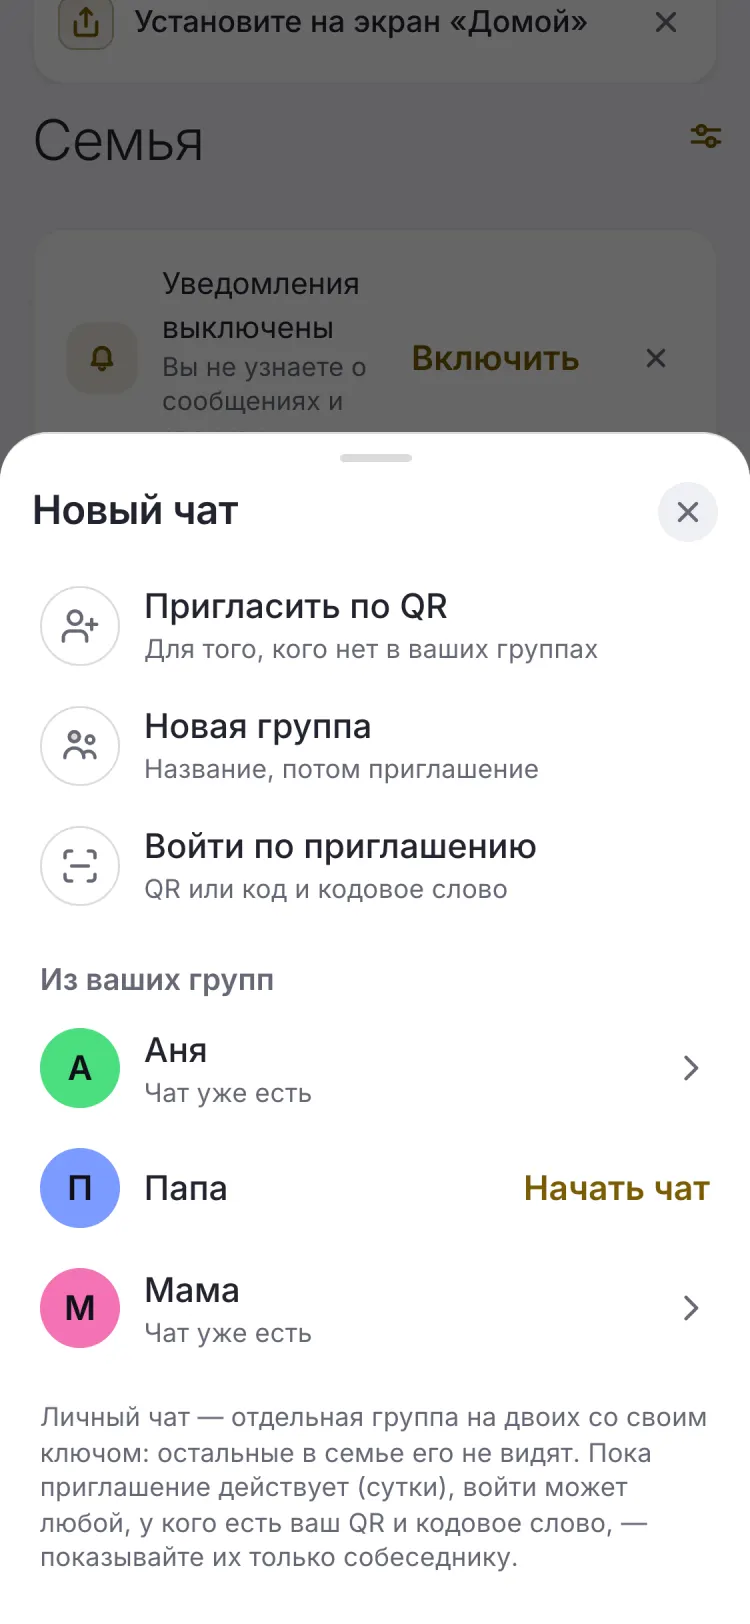 Установите на экран «Домой»
Семья
Уведомления
выключены
Вы не узнаете о
сообщениях и
Включить
Новый чат
Пригласить по QR
Для того, кого нет в ваших группах
Новая группа
Название, потом приглашение
Войти по приглашению
QR или код и кодовое слово
Из ваших групп
А
Аня
Чат уже есть
П
Папа
Начать чат
М
Мама
Чат уже есть
Личный чат — отдельная группа на двоих со своим
ключом: остальные в семье его не видят. Пока
приглашение действует (сутки), войти может
любой, у кого есть ваш QR и кодовое слово, —
показывайте их только собеседнику.